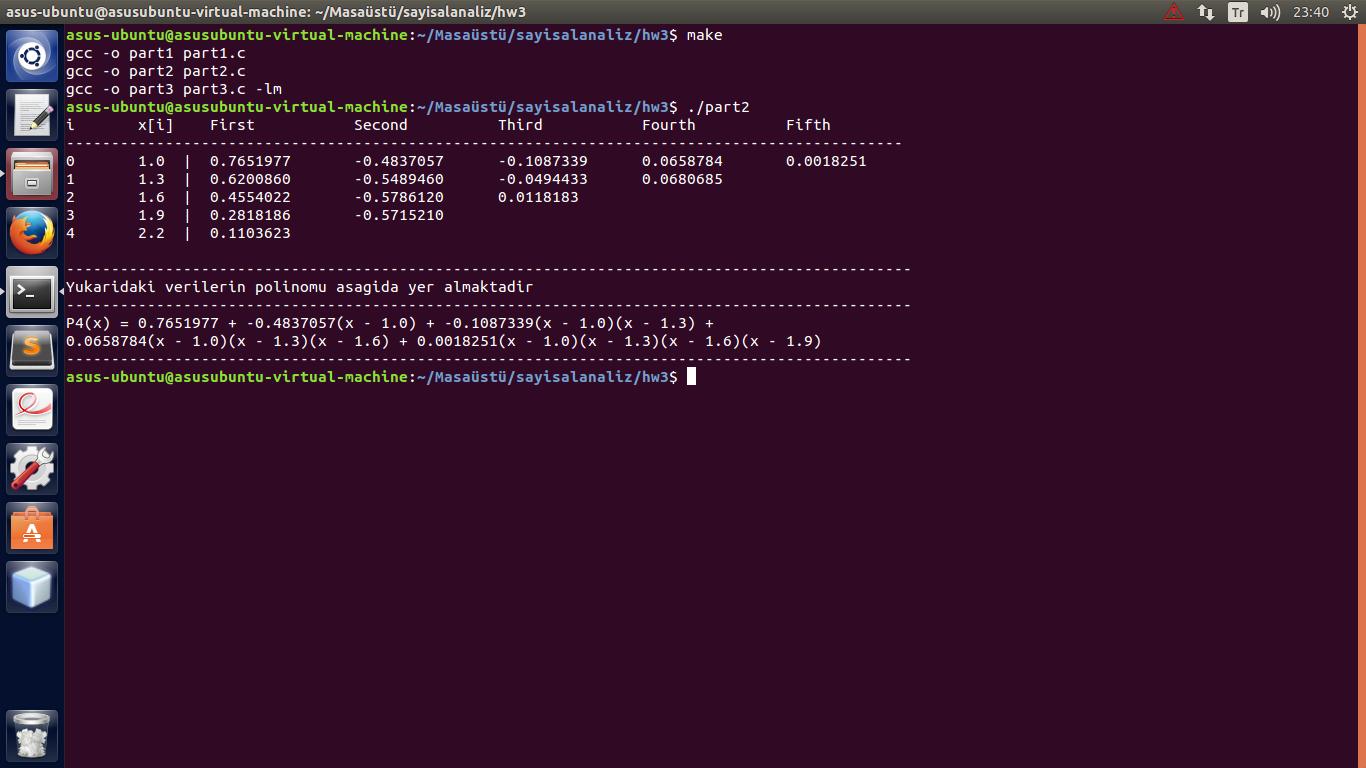 asus-ubuntu@asusubuntu-virtual-machine: ~/Masaüstü/sayisalanaliz/hw3 Tr 23:40
asus-ubuntu@asusubuntu-virtual-machine:~/Masaüstü/sayisalanaliz/hw3$ make
gcc -o part1 part1.c
gcc -o part2 part2.c
gcc -o part3 part3.c -lm
asus-ubuntu@asusubuntu-virtual-machine:~/Masaüstü/sayisalanaliz/hw3$ ./part2
i x[i] First Second Third Fourth Fifth
---------------------------------------------------------------------------------------------
0 1.0 | 0.7651977 -0.4837057 -0.1087339 0.0658784 0.0018251
1 1.3 | 0.6200860 -0.5489460 -0.0494433 0.0680685
2 1.6 | 0.4554022 -0.5786120 0.0118183
3 1.9 | 0.2818186 -0.5715210
4 2.2 | 0.1103623
----------------------------------------------------------------------------------------------
Yukaridaki verilerin polinomu asagida yer almaktadir
----------------------------------------------------------------------------------------------
P4(x) = 0.7651977 + -0.4837057(x - 1.0) + -0.1087339(x - 1.0)(x - 1.3) +
0.0658784(x - 1.0)(x - 1.3)(x - 1.6) + 0.0018251(x - 1.0)(x - 1.3)(x - 1.6)(x - 1.9)
----------------------------------------------------------------------------------------------
asus-ubuntu@asusubuntu-virtual-machine:~/Masaüstü/sayisalanaliz/hw3$